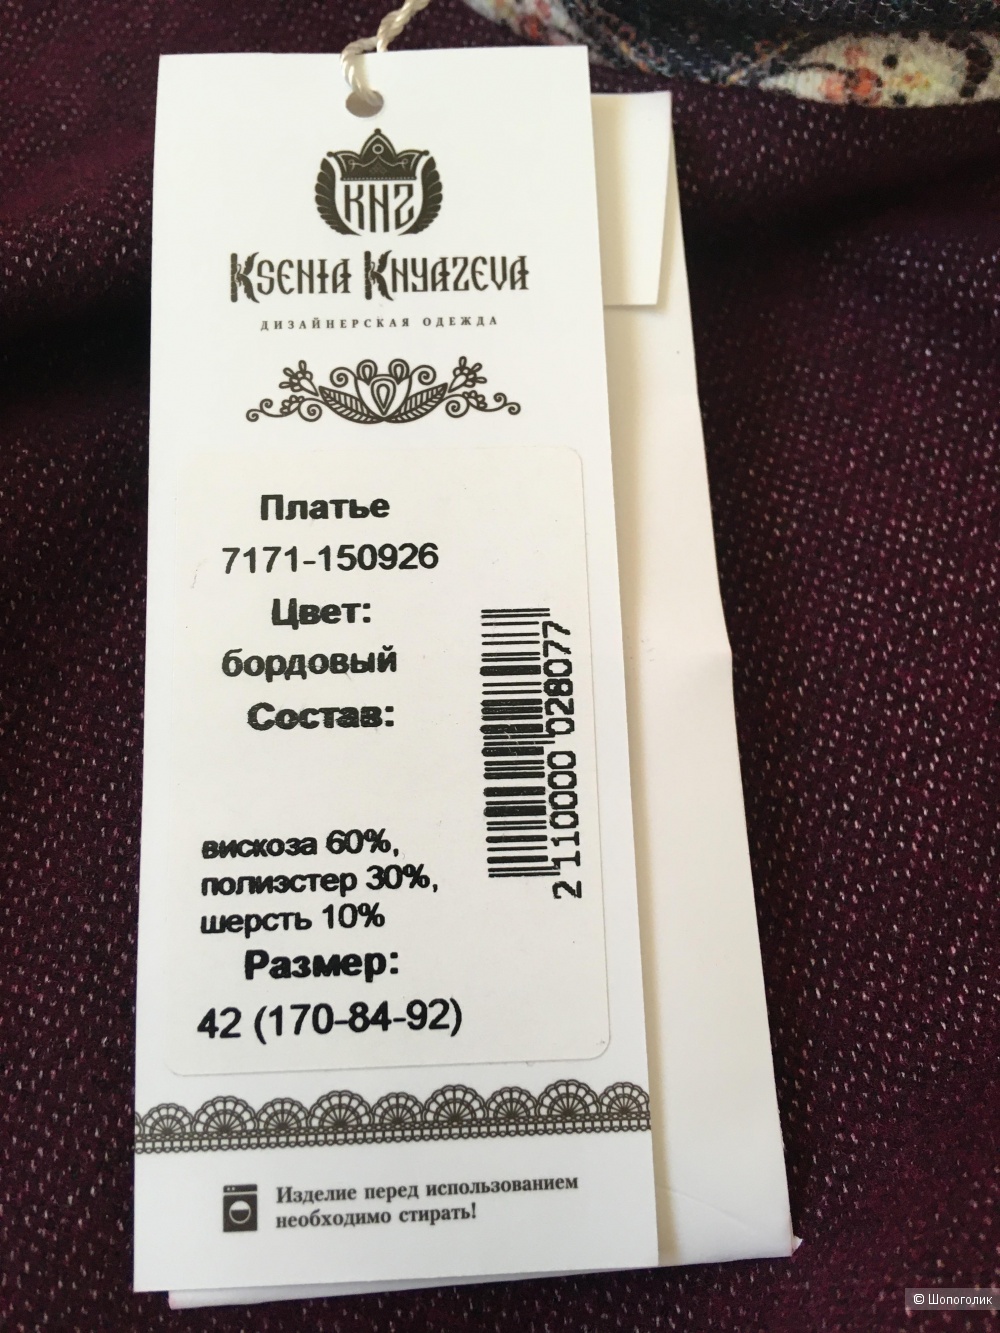 KNZ
KSENIA KNYAZEVA
ДИЗАЙНЕРСКАЯ ОДЕЖДА
Платье
7171-150926
Цвет:
бордовый
Состав:
вискоза 60%,
полиэстер 30%,
шерсть 10%
Размер:
42 (170-84-92)
2 110000 028077
Изделие перед использованием
необходимо стирать!
© Шопоголик